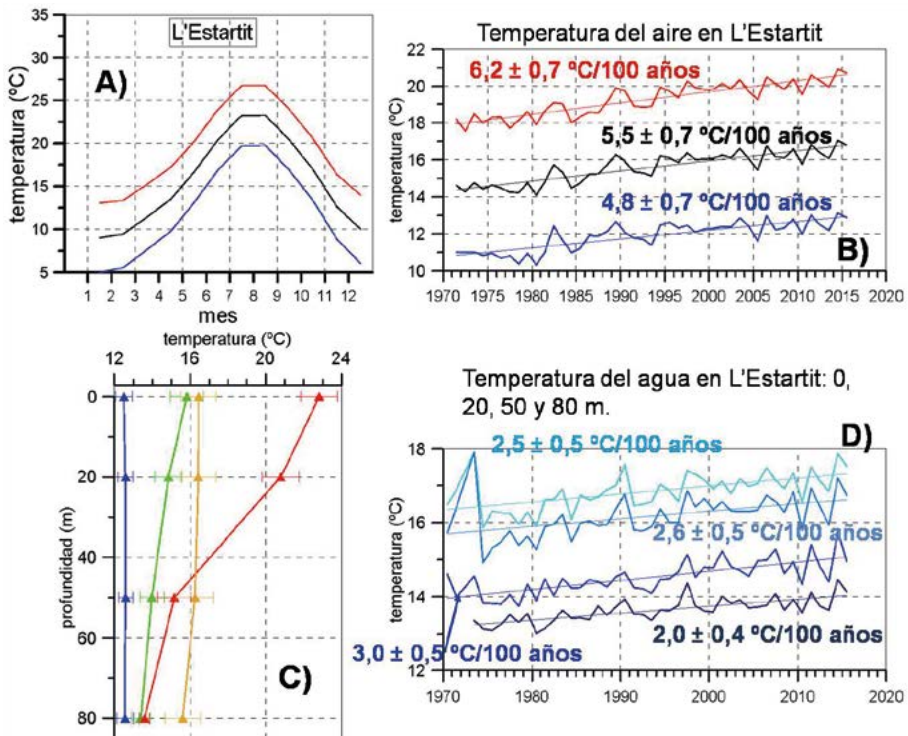 L'Estartit
A)
temperatura (ºC)
35
30
25
20
15
10
5
1 2 3 4 5 6 7 8 9 10 11 12
mes
Temperatura del aire en L'Estartit
6,2 ± 0,7 ºC/100 años
5,5 ± 0,7 ºC/100 años
4,8 ± 0,7 ºC/100 años
B)
temperatura (ºC)
22
20
18
16
14
12
10
1970 1975 1980 1985 1990 1995 2000 2005 2010 2015 2020
temperatura (ºC)
12 16 20 24
profundidad (m)
0
20
40
60
80
C)
Temperatura del agua en L'Estartit: 0,
20, 50 y 80 m.
D)
2,5 ± 0,5 ºC/100 años
2,6 ± 0,5 ºC/100 años
3,0 ± 0,5 ºC/100 años
2,0 ± 0,4 ºC/100 años
temperatura (ºC)
18
16
14
12
1970 1980 1990 2000 2010 2020